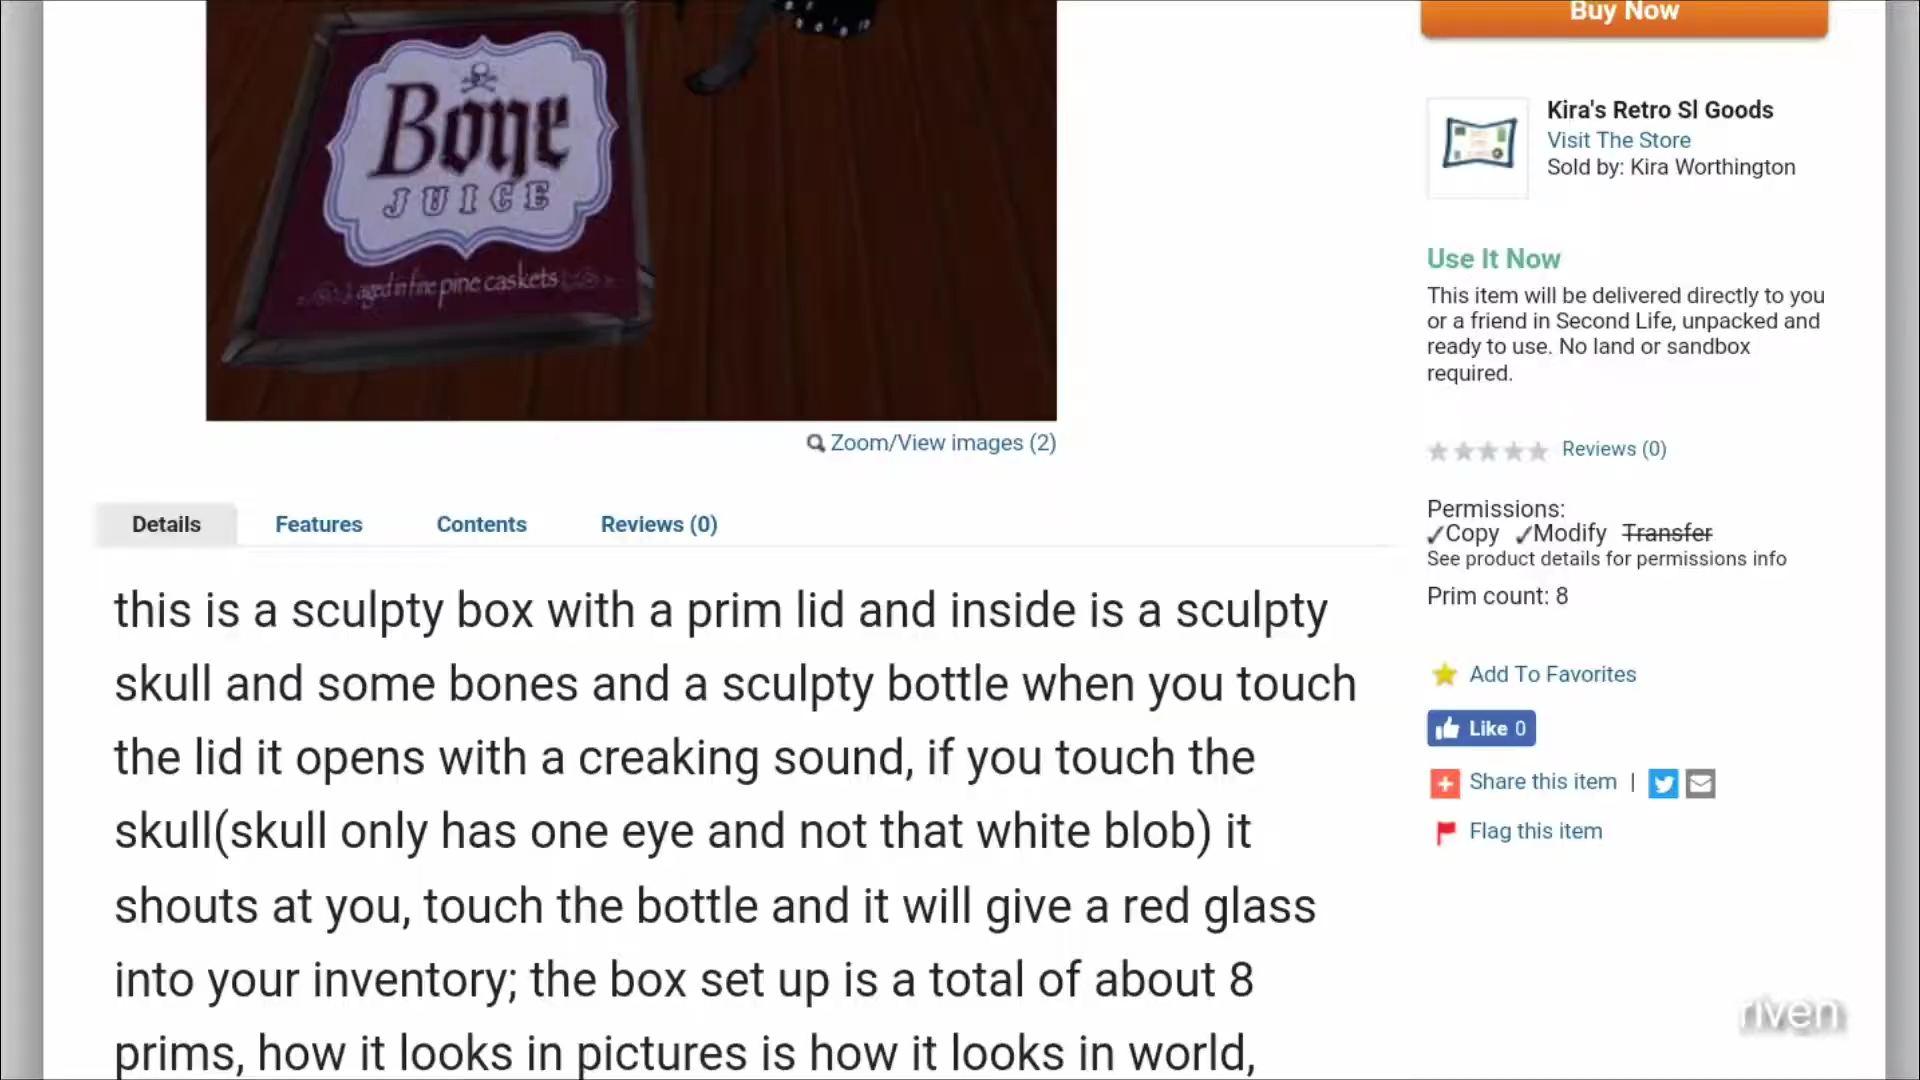 Buy Now
Bone
JUICE
aged in fine pine caskets
Zoom/View images (2)
Kira's Retro Sl Goods
Visit The Store
Sold by: Kira Worthington
Use It Now
This item will be delivered directly to you
or a friend in Second Life, unpacked and
ready to use. No land or sandbox
required.
Reviews (0)
Permissions:
✓Copy ✓Modify Transfer
See product details for permissions info
Prim count: 8
Add To Favorites
Like 0
Share this item |
Flag this item
Details Features Contents Reviews (0)
this is a sculpty box with a prim lid and inside is a sculpty
skull and some bones and a sculpty bottle when you touch
the lid it opens with a creaking sound, if you touch the
skull(skull only has one eye and not that white blob) it
shouts at you, touch the bottle and it will give a red glass
into your inventory; the box set up is a total of about 8
prims, how it looks in pictures is how it looks in world,
riven